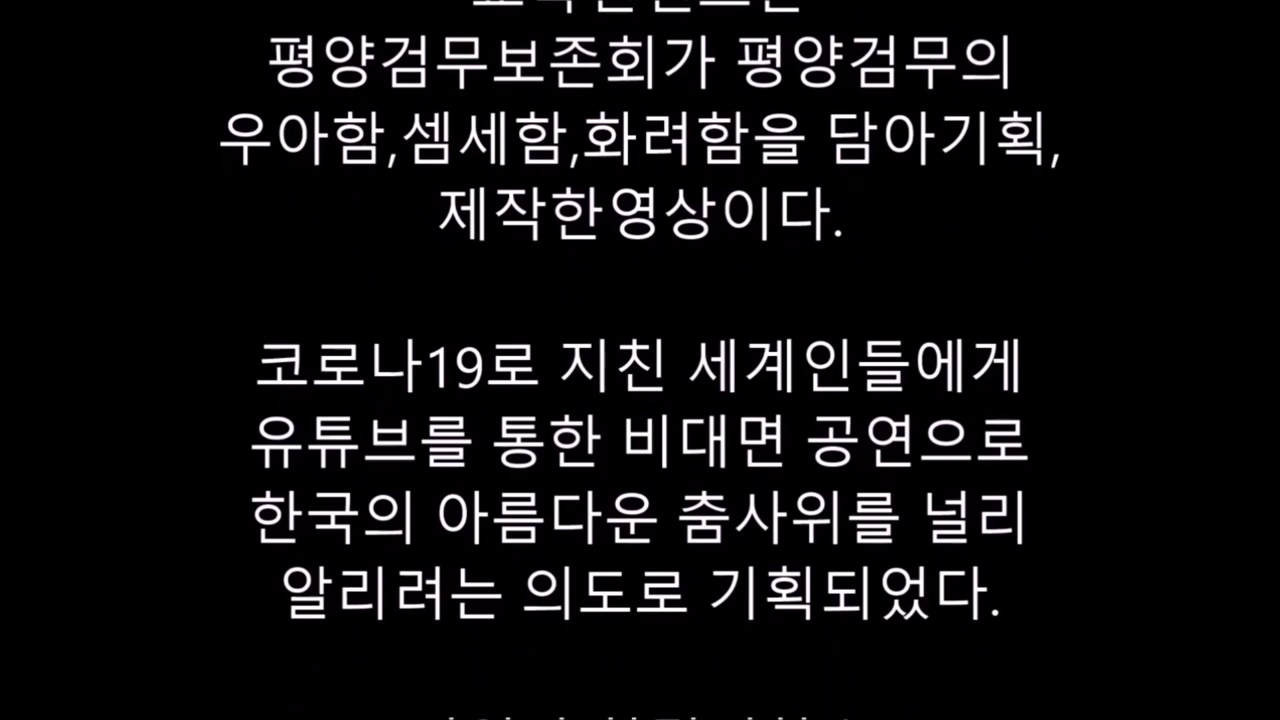 평양검무보존회가 평양검무의
우아함,셈세함,화려함을 담아기획,
제작한영상이다.
코로나19로 지친 세계인들에게
유튜브를 통한 비대면 공연으로
한국의 아름다운 춤사위를 널리
알리려는 의도로 기획되었다.